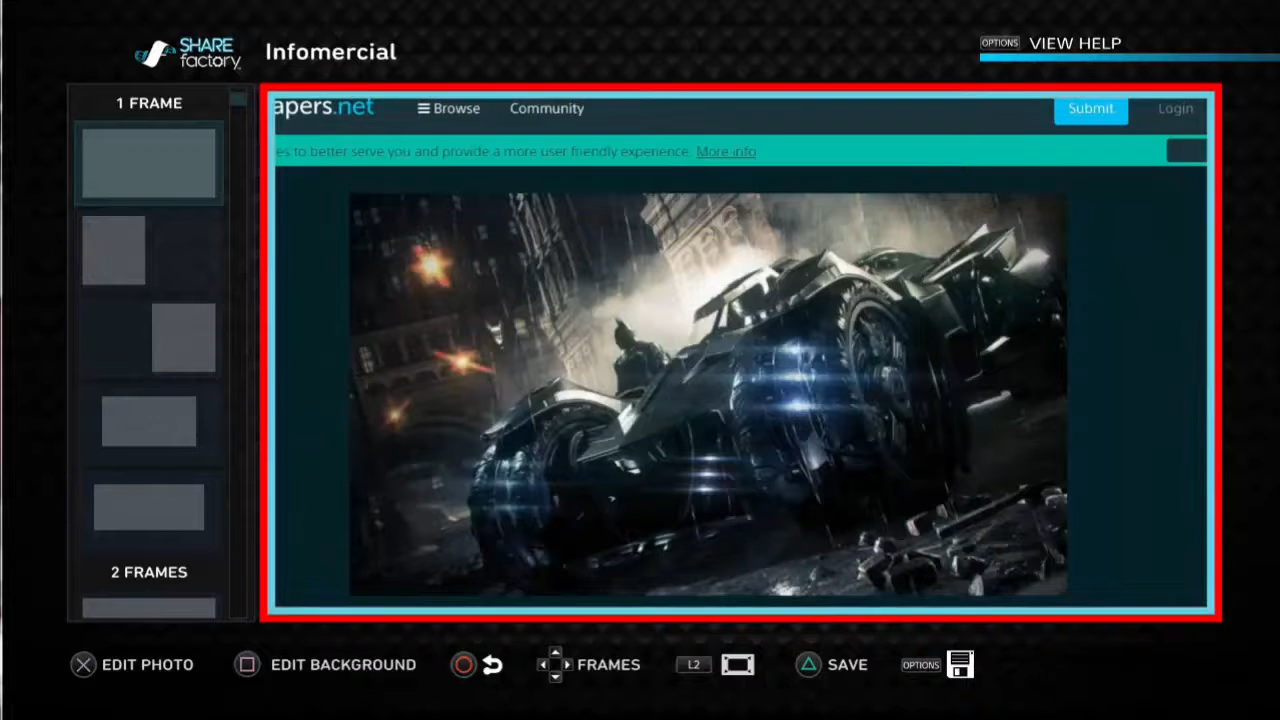 SHARE
factory™
Infomercial
OPTIONS VIEW HELP
1 FRAME
2 FRAMES
apers.net Browse Community Submit Login
es to better serve you and provide a more user friendly experience. More info
EDIT PHOTO EDIT BACKGROUND FRAMES L2 SAVE OPTIONS